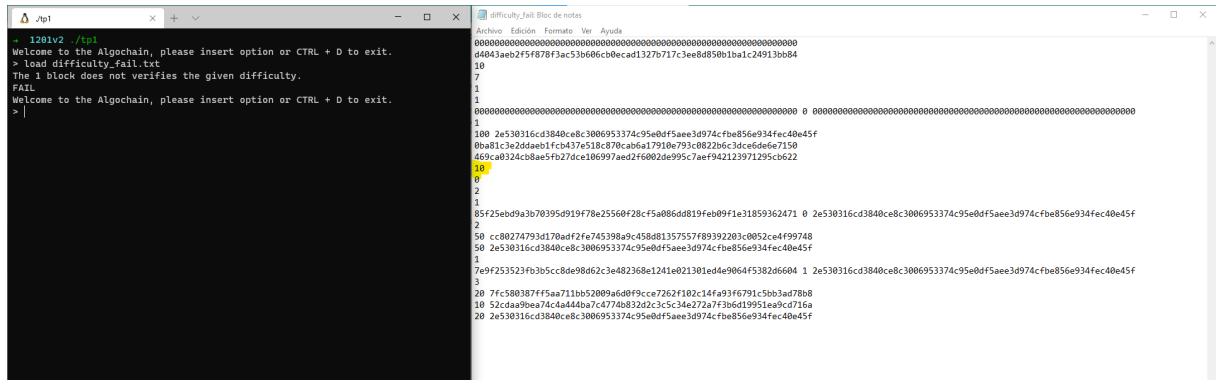 ./tp1
→ 1201v2 ./tp1
Welcome to the Algochain, please insert option or CTRL + D to exit.
> load difficulty_fail.txt
The 1 block does not verifies the given difficulty.
FAIL
Welcome to the Algochain, please insert option or CTRL + D to exit.
>
difficulty_fail: Bloc de notas
Archivo Edición Formato Ver Ayuda
0000000000000000000000000000000000000000000000000000000000000000
d4043aeb2f5f878f3ac53b606cb0ecad1327b717c3ee8d850b1ba1c24913bb84
10
7
1
1
0000000000000000000000000000000000000000000000000000000000000000 0 0000000000000000000000000000000000000000000000000000000000000000
1
100 2e530316cd3840ce8c3006953374c95e0df5aee3d974cfbe856e934fec40e45f
0ba81c3e2ddaeb1fcb437e518c870cab6a17910e793c0822b6c3dce6de6e7150
469ca0324cb8ae5fb27dce106997aed2f6002de995c7aef942123971295cb622
10
0
2
1
85f25ebd9a3b70395d919f78e25560f28cf5a086dd819feb09f1e31859362471 0 2e530316cd3840ce8c3006953374c95e0df5aee3d974cfbe856e934fec40e45f
2
50 cc80274793d170adf2fe745398a9c458d81357557f89392203c0052ce4f99748
50 2e530316cd3840ce8c3006953374c95e0df5aee3d974cfbe856e934fec40e45f
1
7e9f253523fb3b5cc8de98d62c3e482368e1241e021301ed4e9064f5382d6604 1 2e530316cd3840ce8c3006953374c95e0df5aee3d974cfbe856e934fec40e45f
3
20 7fc580387ff5aa711bb52009a6d0f9cce7262f102c14fa93f6791c5bb3ad78b8
10 52cdaa9bea74c4a444ba7c4774b832d2c3c5c34e272a7f3b6d19951ea9cd716a
20 2e530316cd3840ce8c3006953374c95e0df5aee3d974cfbe856e934fec40e45f